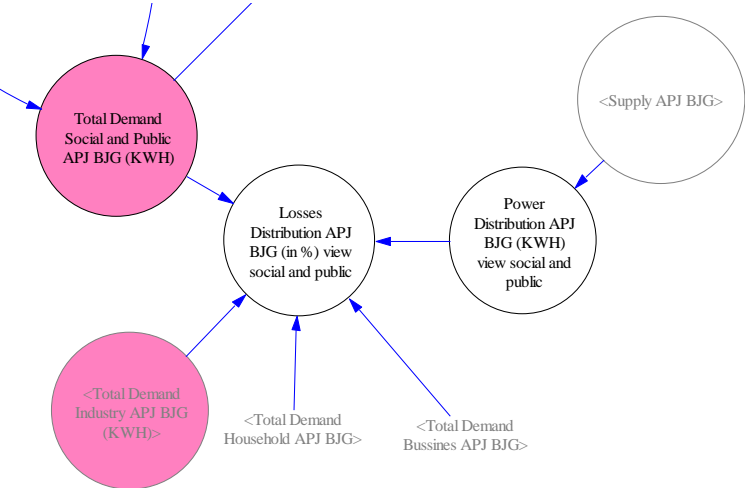 <Supply APJ BJG>
Total Demand
Social and Public
APJ BJG (KWH)
Losses
Distribution APJ
BJG (in %) view
social and public
Power
Distribution APJ
BJG (KWH)
view social and
public
<Total Demand
Industry APJ BJG
(KWH)>
<Total Demand
Household APJ BJG>
<Total Demand
Bussines APJ BJG>